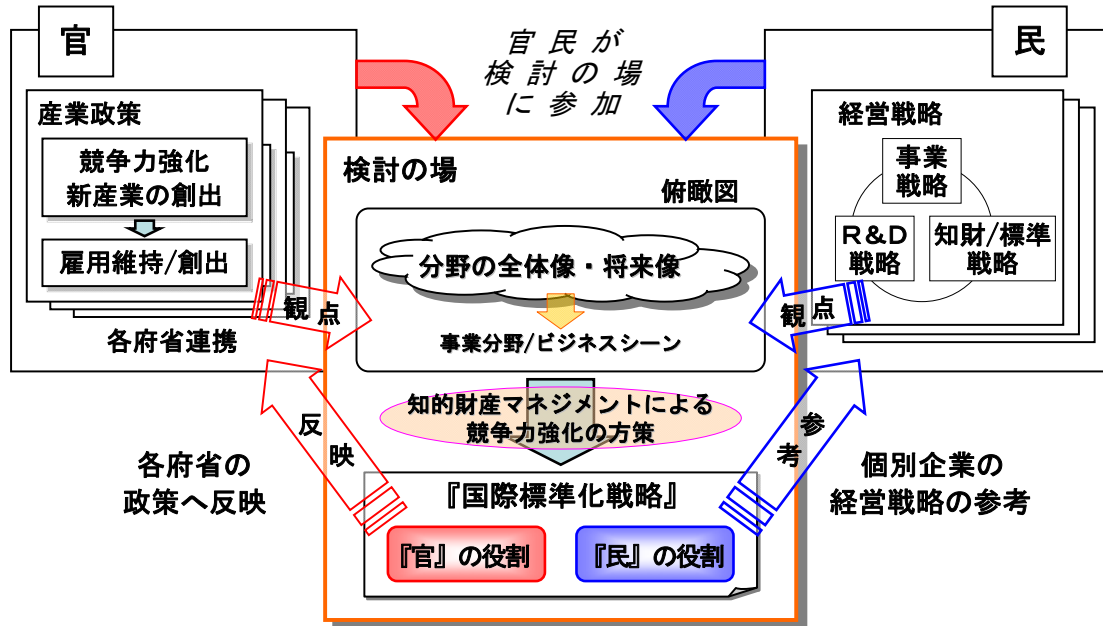 官
民
官民が
検討の場
に参加
産業政策
競争力強化
新産業の創出
雇用維持/創出
各府省連携
経営戦略
事業
戦略
R&D
戦略
知財/標準
戦略
検討の場
俯瞰図
分野の全体像・将来像
事業分野/ビジネスシーン
観点
観点
知的財産マネジメントによる
競争力強化の方策
反映
参考
各府省の
政策へ反映
個別企業の
経営戦略の参考
『国際標準化戦略』
『官』の役割
『民』の役割